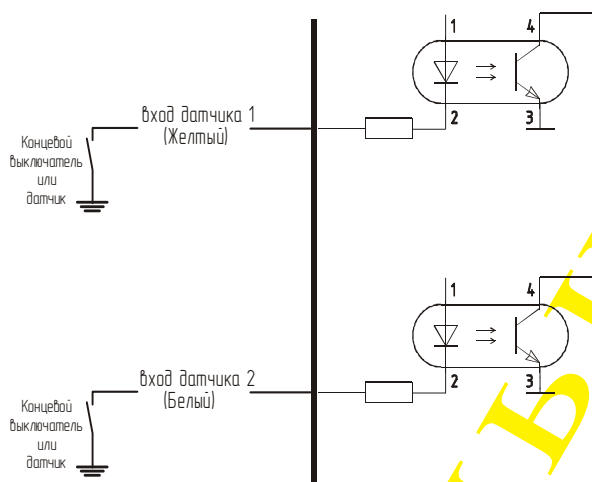 1 4
вход датчика 1
(Желтый)
2 3
Концевой
выключатель
или
датчик
1 4
вход датчика 2
(Белый)
2 3
Концевой
выключатель
или
датчик